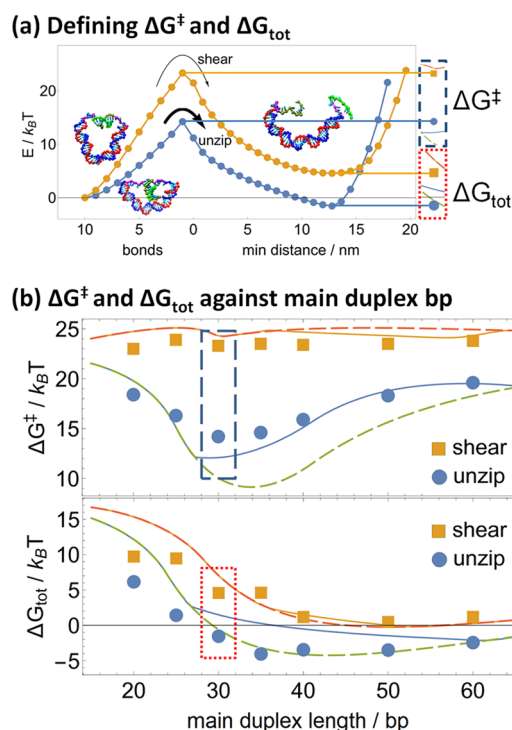 (a) Defining ΔG‡ and ΔGtot
shear
unzip
E / kBT
30
20
10
0
10
5
0
5
10
15
20
bonds
min distance / nm
ΔG‡
ΔGtot
(b) ΔG‡ and ΔGtot against main duplex bp
ΔG‡ / kBT
25
20
15
10
shear
unzip
ΔGtot / kBT
15
10
5
0
-5
shear
unzip
20
30
40
50
60
main duplex length / bp